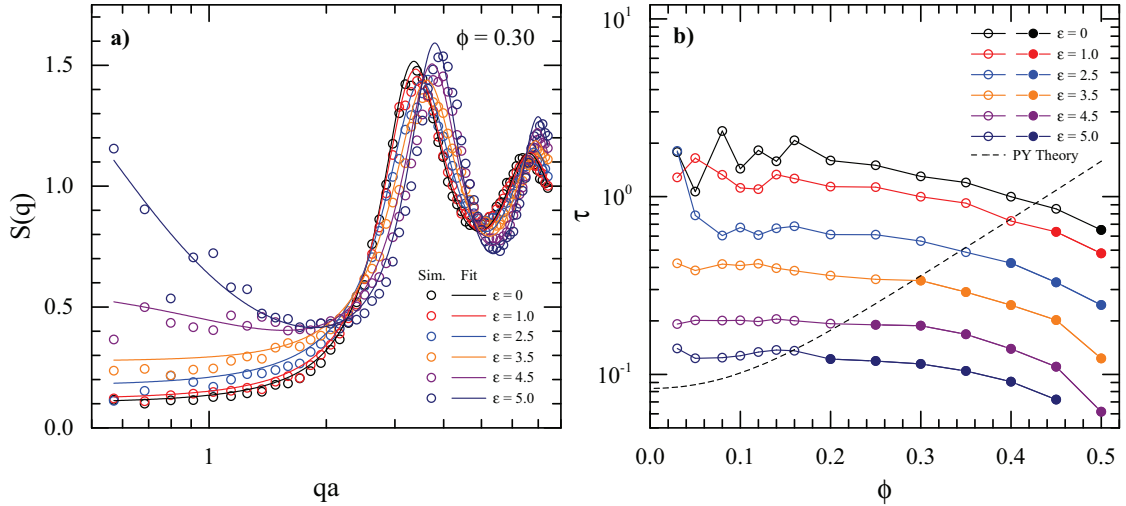 a)
ϕ = 0.30
S(q)
1.5
1.0
0.5
0.0
Sim. Fit
ε = 0
ε = 1.0
ε = 2.5
ε = 3.5
ε = 4.5
ε = 5.0
1
2
qa
b)
τ
10¹
10⁰
10⁻¹
ε = 0
ε = 1.0
ε = 2.5
ε = 3.5
ε = 4.5
ε = 5.0
PY Theory
0.0 0.1 0.2 0.3 0.4 0.5
ϕ